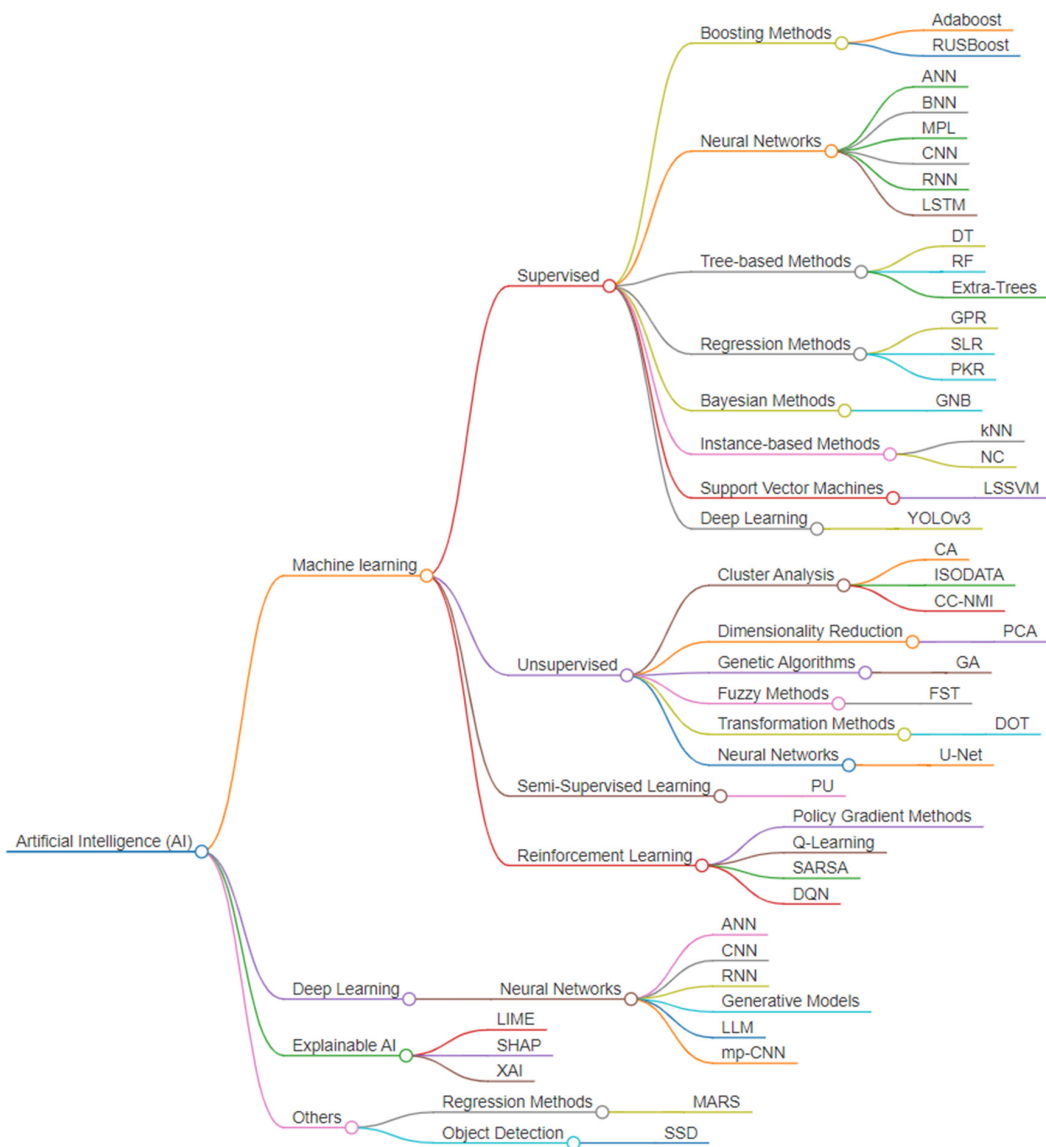 Artificial Intelligence (AI)
Machine learning
Supervised
Boosting Methods
Adaboost
RUSBoost
Neural Networks
ANN
BNN
MPL
CNN
RNN
LSTM
Tree-based Methods
DT
RF
Extra-Trees
Regression Methods
GPR
SLR
PKR
Bayesian Methods
GNB
Instance-based Methods
kNN
NC
Support Vector Machines
LSSVM
Deep Learning
YOLOv3
Unsupervised
Cluster Analysis
CA
ISODATA
CC-NMI
Dimensionality Reduction
PCA
Genetic Algorithms
GA
Fuzzy Methods
FST
Transformation Methods
DOT
Neural Networks
U-Net
Semi-Supervised Learning
PU
Reinforcement Learning
Policy Gradient Methods
Q-Learning
SARSA
DQN
Deep Learning
Neural Networks
ANN
CNN
RNN
Generative Models
LLM
mp-CNN
Explainable AI
LIME
SHAP
XAI
Others
Regression Methods
MARS
Object Detection
SSD